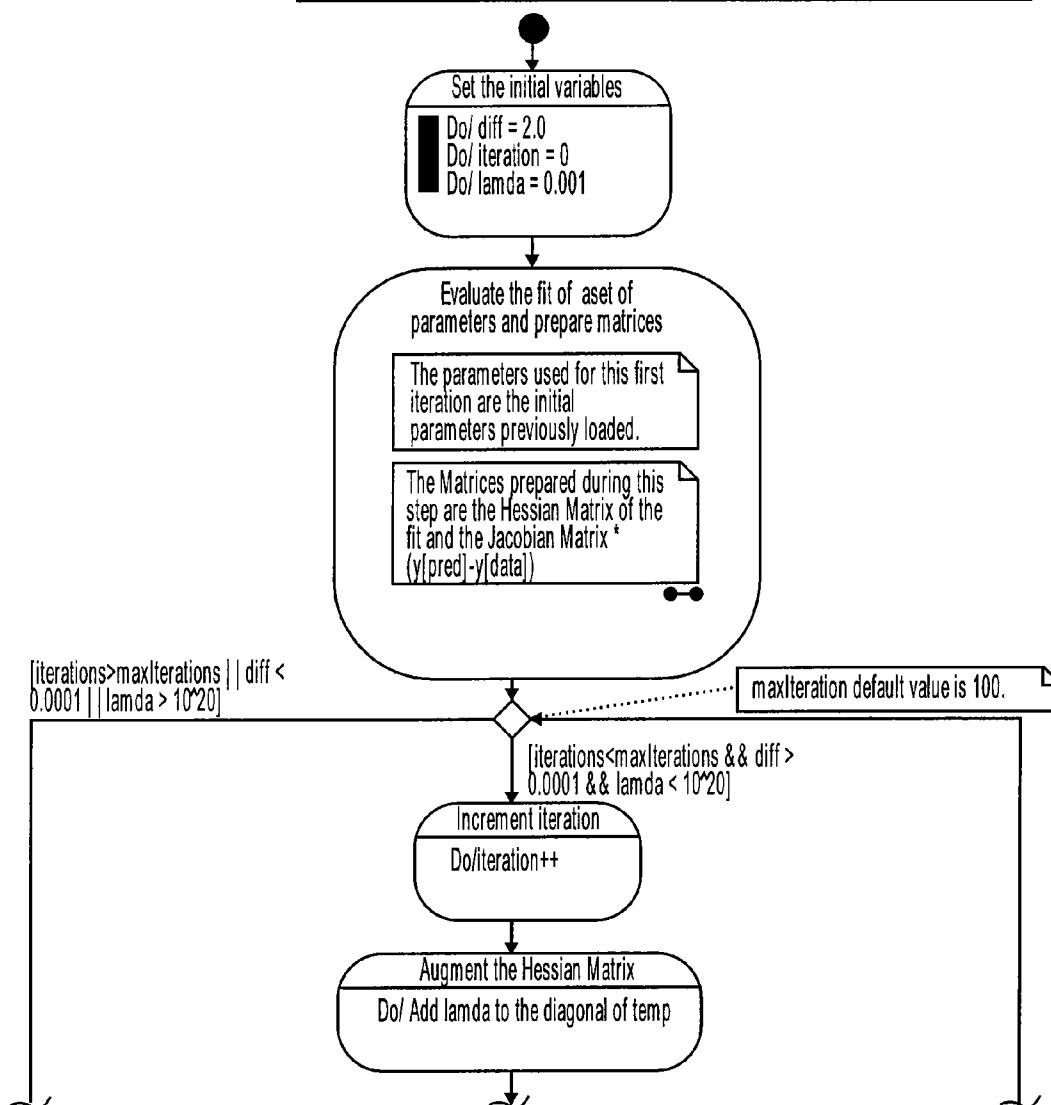 Set the initial variables
Do/ diff = 2.0
Do/ iteration = 0
Do/ lamda = 0.001
Evaluate the fit of aset of
parameters and prepare matrices
The parameters used for this first
iteration are the initial
parameters previously loaded.
The Matrices prepared during this
step are the Hessian Matrix of the
fit and the Jacobian Matrix *
(y[pred]-y[data])
[iterations>maxIterations || diff <
0.0001 || lamda > 10^20]
maxIteration default value is 100.
[iterations<maxIterations && diff >
0.0001 && lamda < 10^20]
Increment iteration
Do/iteration++
Augment the Hessian Matrix
Do/ Add lamda to the diagonal of temp